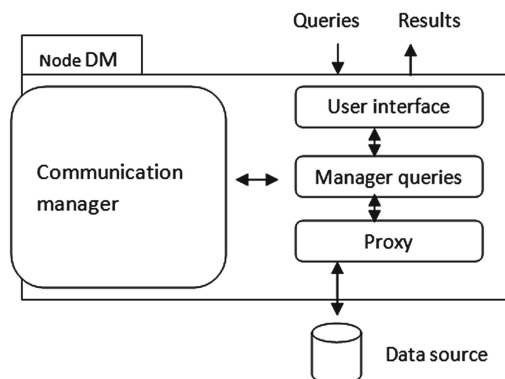 Queries Results
Node DM
User interface
Communication
manager
Manager queries
Proxy
Data source